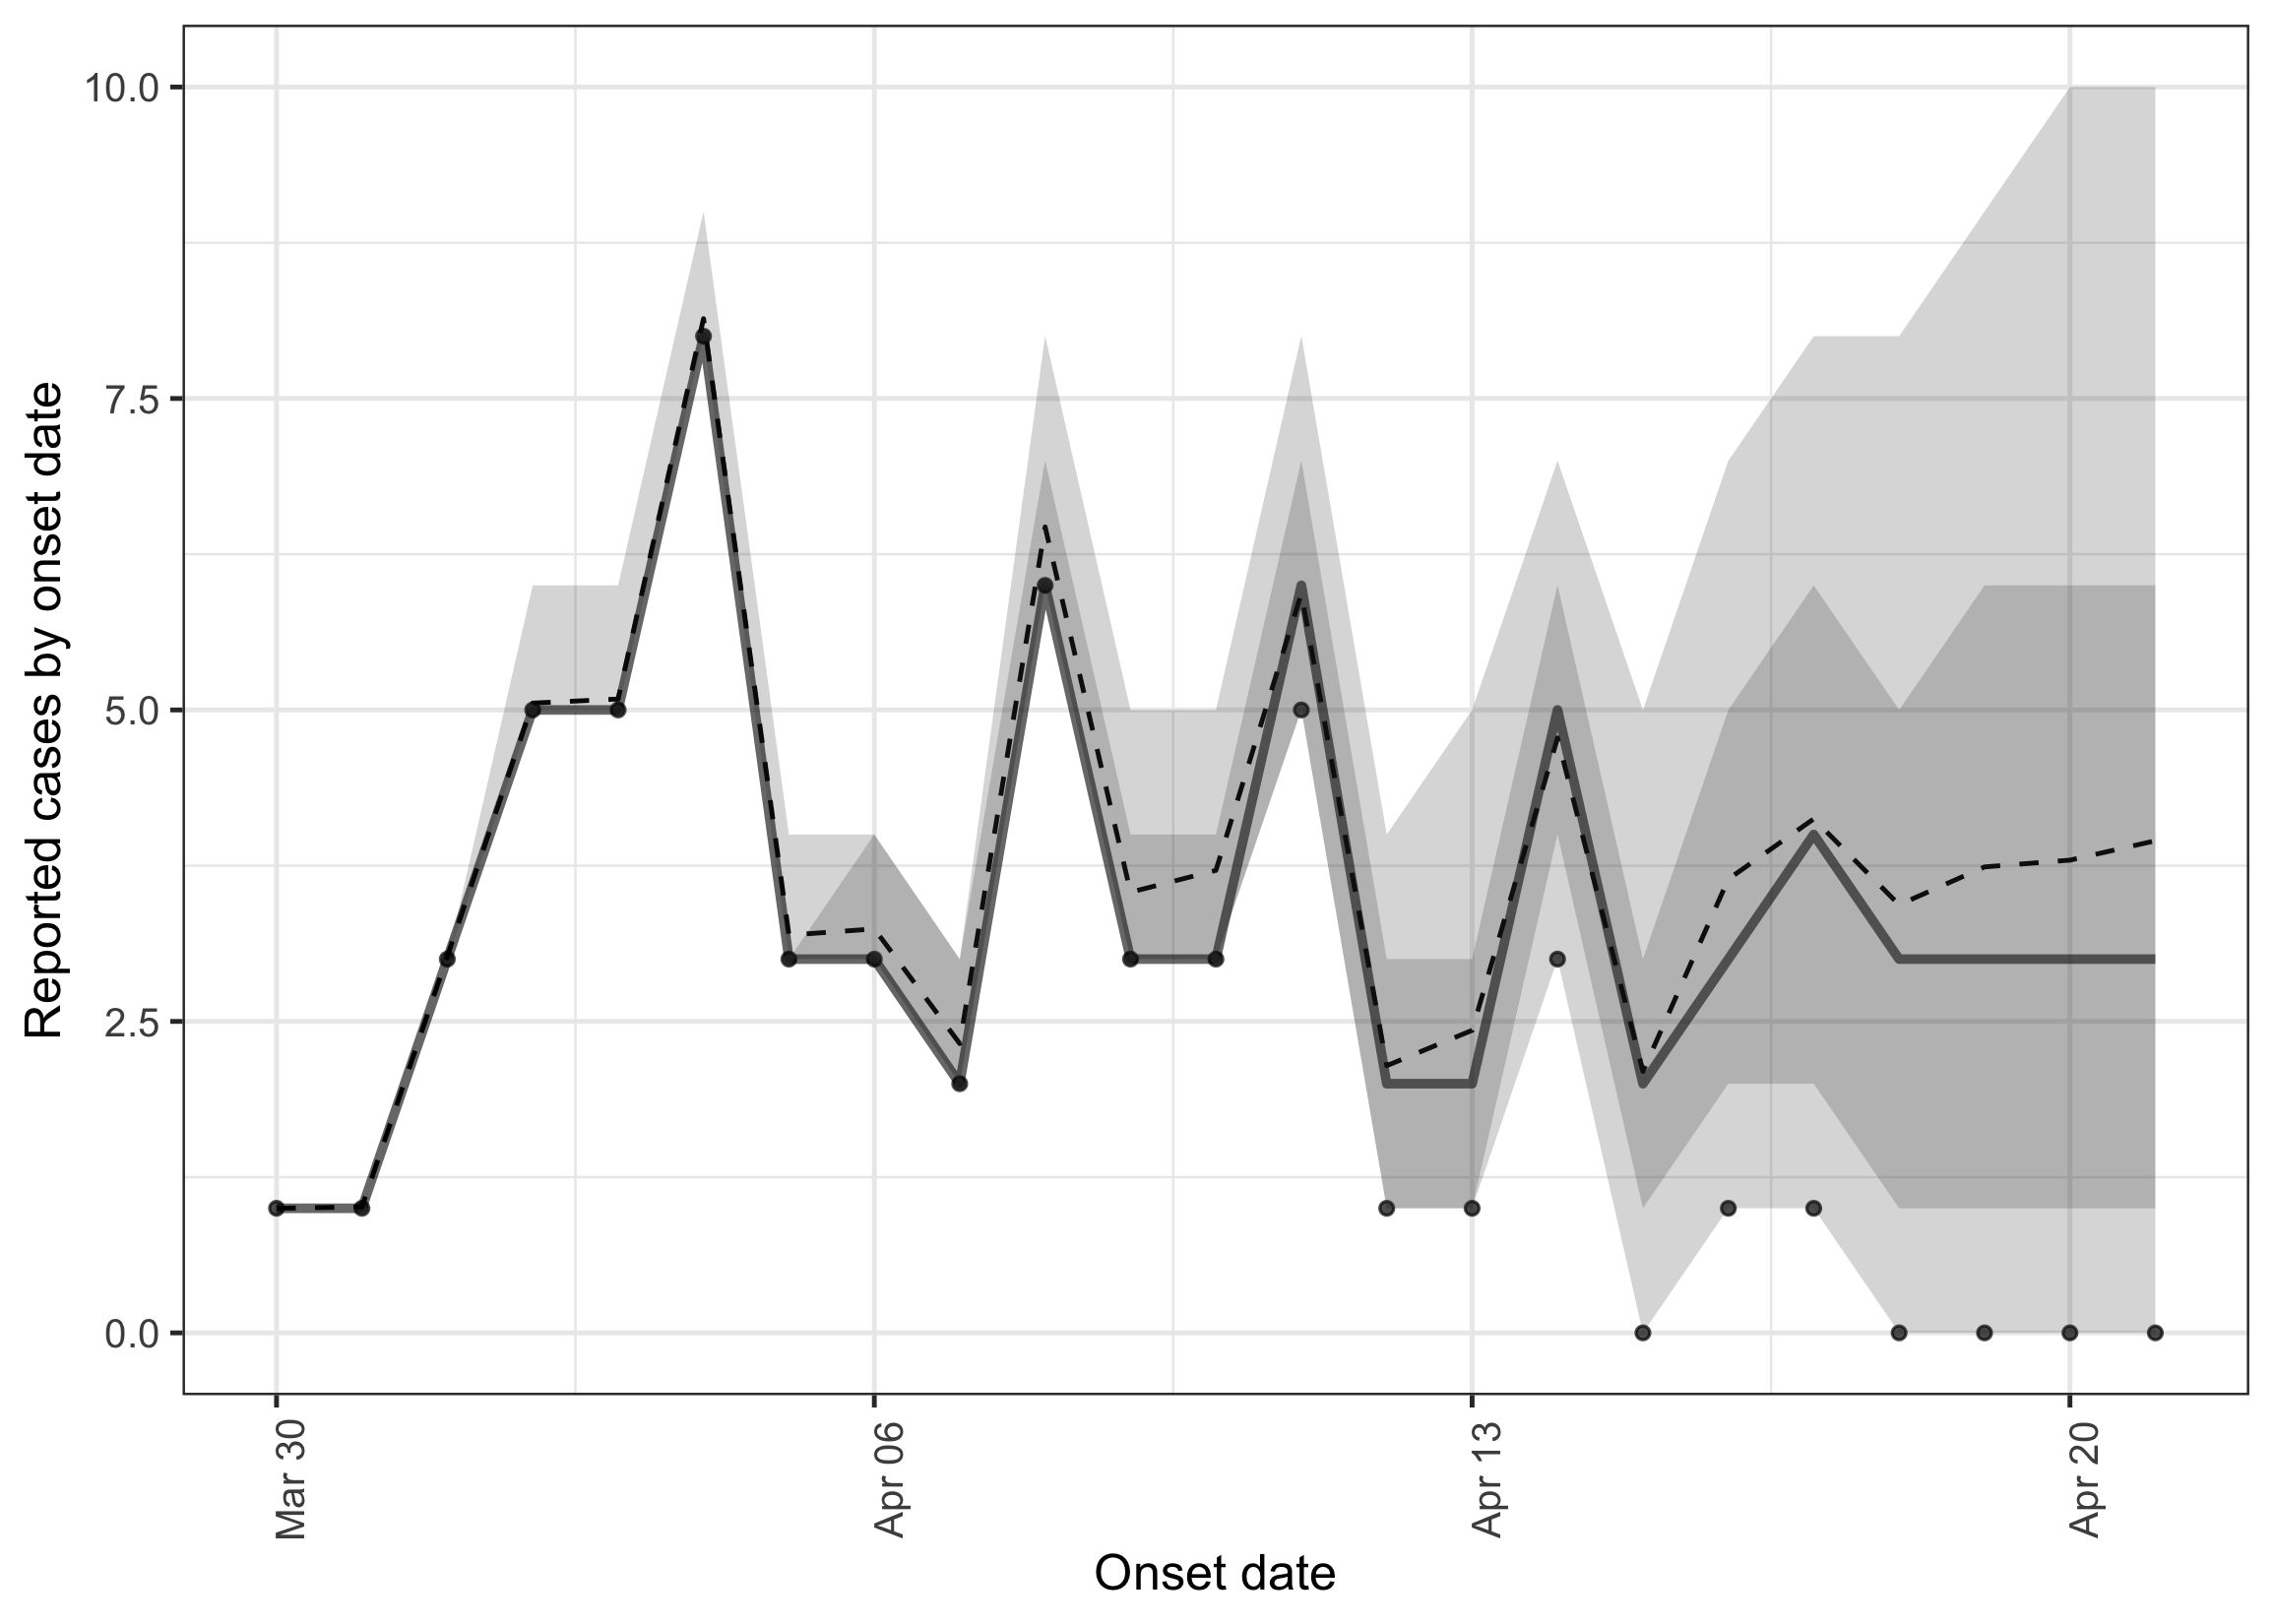 Reported cases by onset date
10.0
7.5
5.0
2.5
0.0
Mar 30
Apr 06
Apr 13
Apr 20
Onset date